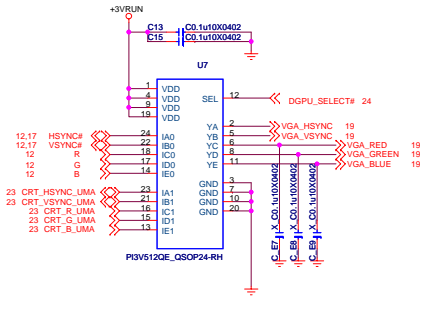 +3VRUN
C13 C0.1u10X0402
C15 C0.1u10X0402
U7
1 VDD
4 VDD
9 VDD
19 VDD
SEL 12 DGPU_SELECT# 24
YA 2 VGA_HSYNC 19
YB 5 VGA_VSYNC 19
YC 6 VGA_RED 19
YD 8 VGA_GREEN 19
YE 11 VGA_BLUE 19
12,17 HSYNC# 24 IA0
12,17 VSYNC# 22 IB0
12 R 18 IC0
12 G 17 ID0
12 B 14 IE0
23 CRT_HSYNC_UMA 23 IA1
23 CRT_VSYNC_UMA 21 IB1
23 CRT_R_UMA 16 IC1
23 CRT_G_UMA 15 ID1
23 CRT_B_UMA 13 IE1
GND 3
GND 7
GND 10
GND 20
PI3V512QE_QSOP24-RH
C_E7 X_C0.1u10X0402
C_E8 X_C0.1u10X0402
C_E9 X_C0.1u10X0402